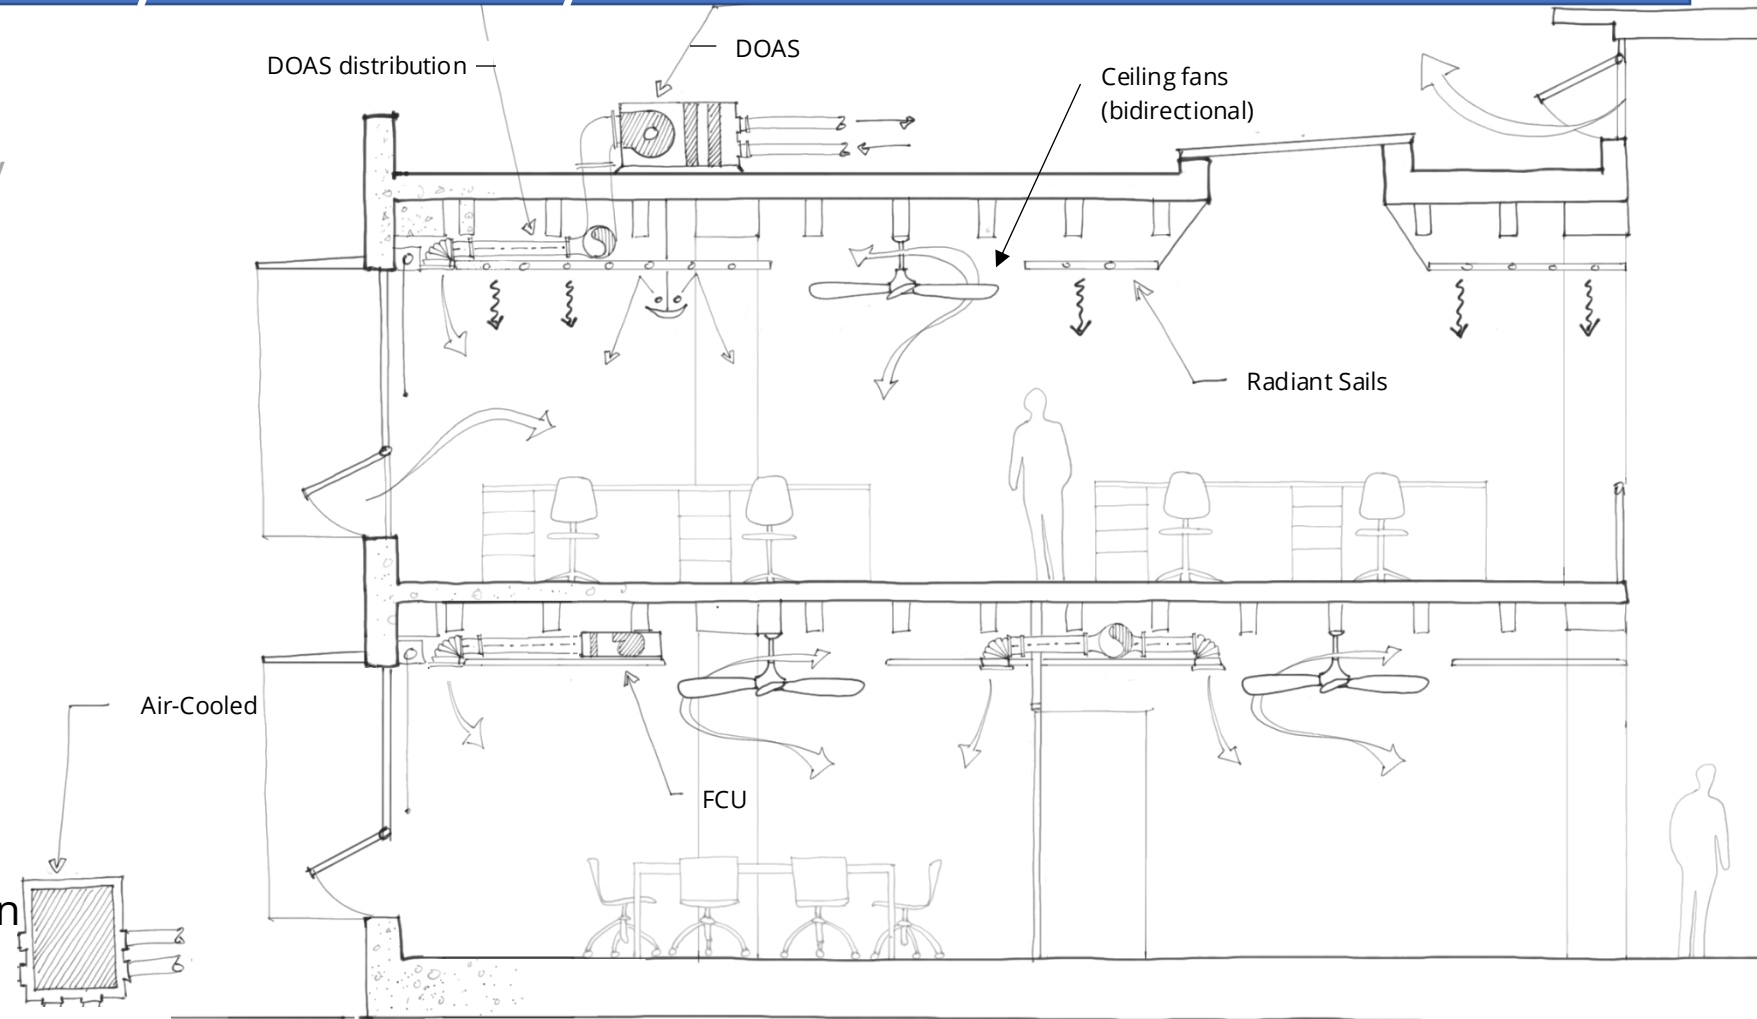 DOAS
DOAS distribution
Ceiling fans
(bidirectional)
Radiant Sails
Air-Cooled
FCU
n